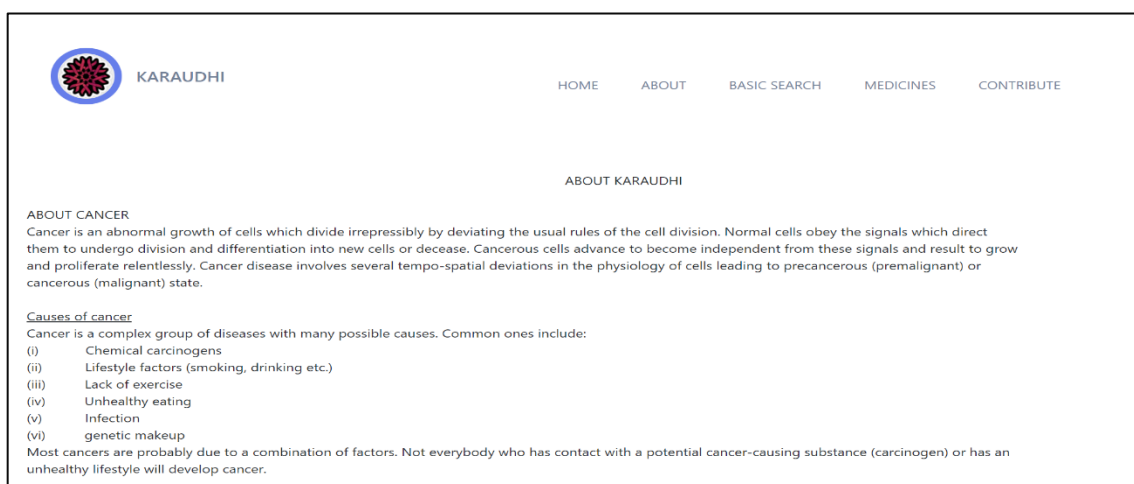 KARAUDHI
HOME ABOUT BASIC SEARCH MEDICINES CONTRIBUTE
ABOUT KARAUDHI
ABOUT CANCER
Cancer is an abnormal growth of cells which divide irrepressibly by deviating the usual rules of the cell division. Normal cells obey the signals which direct
them to undergo division and differentiation into new cells or decease. Cancerous cells advance to become independent from these signals and result to grow
and proliferate relentlessly. Cancer disease involves several tempo-spatial deviations in the physiology of cells leading to precancerous (premalignant) or
cancerous (malignant) state.
Causes of cancer
Cancer is a complex group of diseases with many possible causes. Common ones include:
(i) Chemical carcinogens
(ii) Lifestyle factors (smoking, drinking etc.)
(iii) Lack of exercise
(iv) Unhealthy eating
(v) Infection
(vi) genetic makeup
Most cancers are probably due to a combination of factors. Not everybody who has contact with a potential cancer-causing substance (carcinogen) or has an
unhealthy lifestyle will develop cancer.